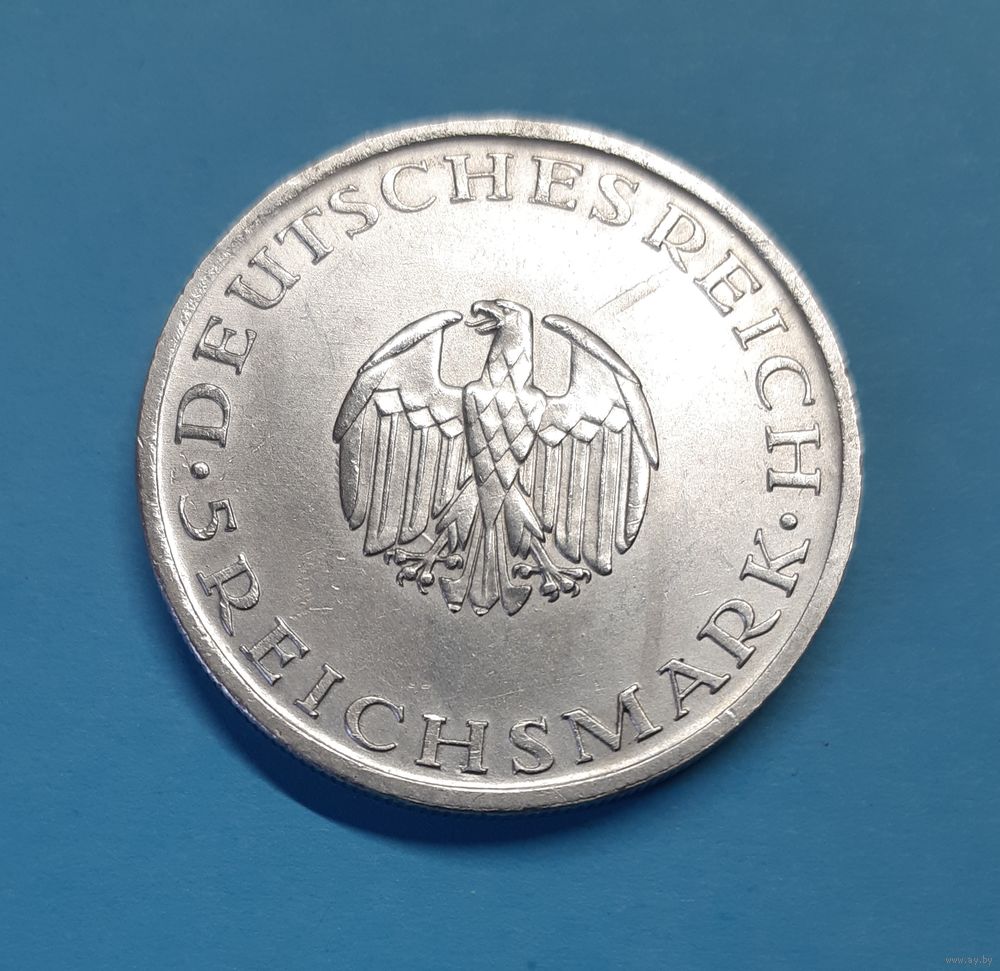 · DEUTSCHES REICH ·
5 REICHSMARK
www.ay.by